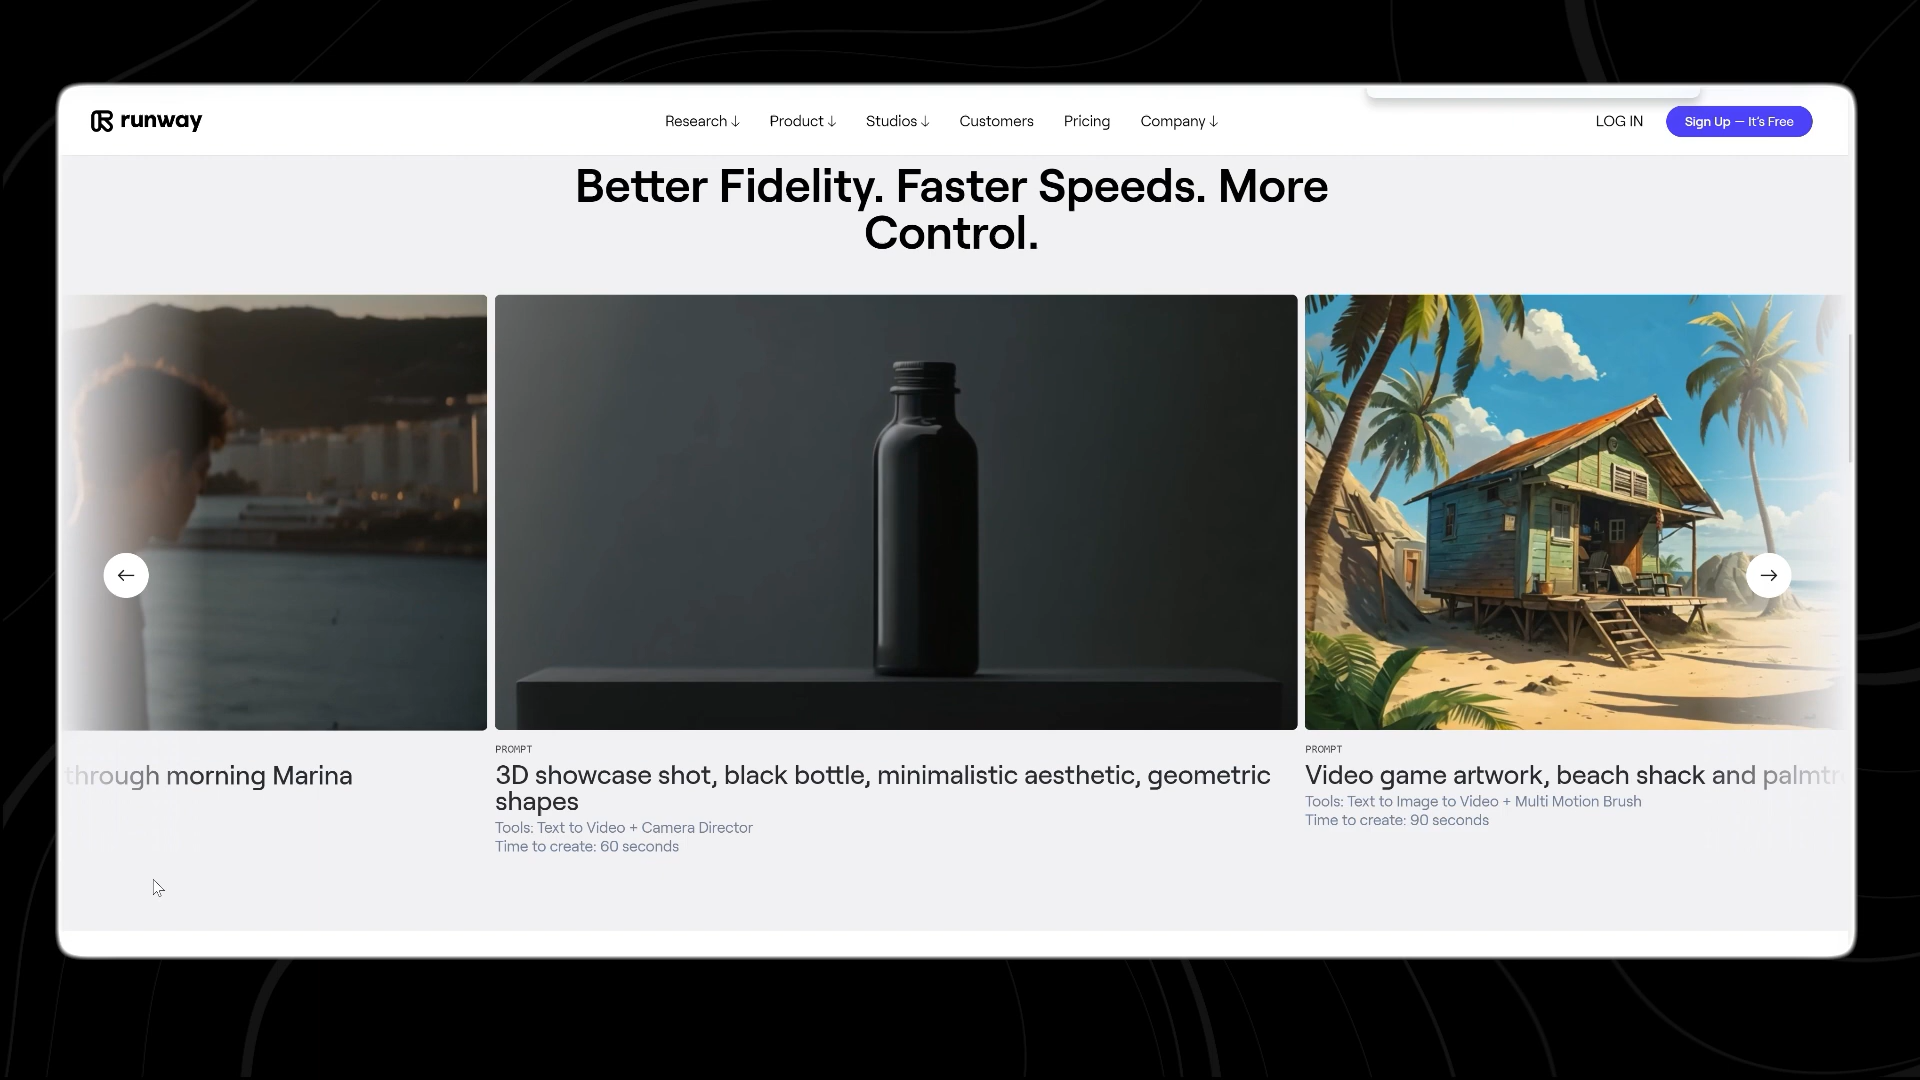 runway
Research ↓ Product ↓ Studios ↓ Customers Pricing Company ↓
LOG IN
Sign Up — It's Free
Better Fidelity. Faster Speeds. More
Control.
through morning Marina
PROMPT
3D showcase shot, black bottle, minimalistic aesthetic, geometric
shapes
Tools: Text to Video + Camera Director
Time to create: 60 seconds
PROMPT
Video game artwork, beach shack and
Tools: Text to Image to Video + Multi Motion Brush
Time to create: 90 seconds